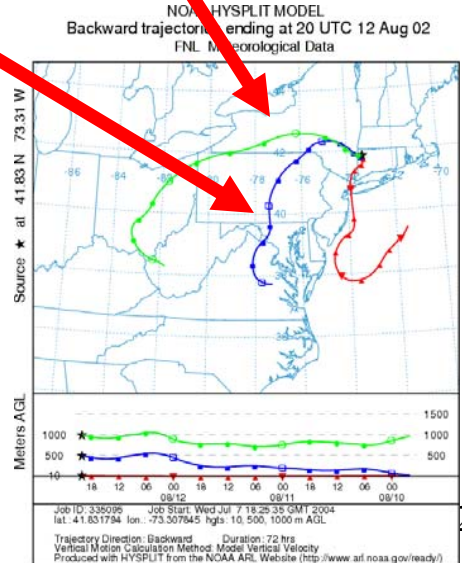 NOAA HYSPLIT MODEL
Backward trajectories ending at 20 UTC 12 Aug 02
FNL Meteorological Data
Source ★ at 41.83 N 73.31 W
-86
-84
-80
-78
-76
-70
42
40
Meters AGL
1500
1000
1000
500
500
10
18 12 06 00 18 12 06 00 18 12 06 00
08/12 08/11 08/10
Job ID: 335095 Job Start: Wed Jul 7 18:25:35 GMT 2004
lat.: 41.831794 lon.: -73.307845 hgts: 10, 500, 1000 m AGL
Trajectory Direction: Backward Duration: 72 hrs
Vertical Motion Calculation Method: Model Vertical Velocity
Produced with HYSPLIT from the NOAA ARL Website (http://www.arl.noaa.gov/ready/)